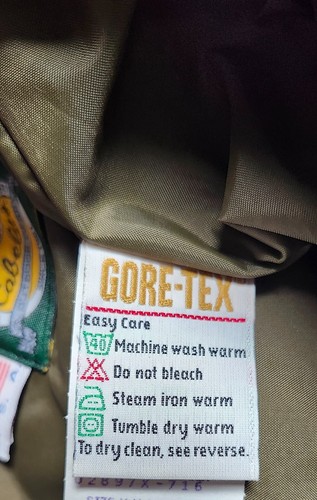 GORE-TEX®
Easy Care
40 Machine wash warm
Do not bleach
Steam iron warm
Tumble dry warm
To dry clean, see reverse.